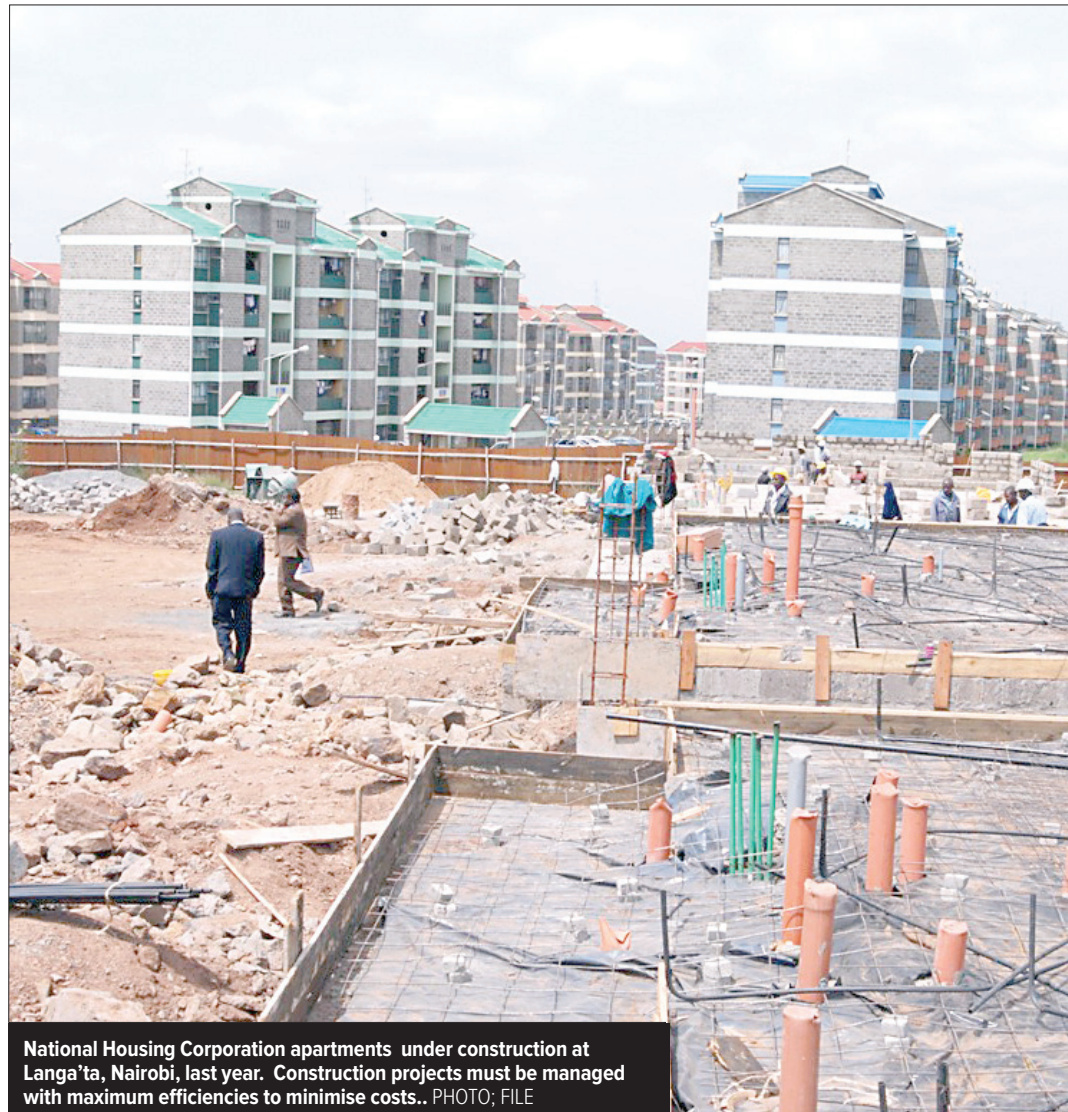 National Housing Corporation apartments  under construction at
Langa’ta, Nairobi, last year.  Construction projects must be managed
with maximum efficiencies to minimise costs.. PHOTO; FILE